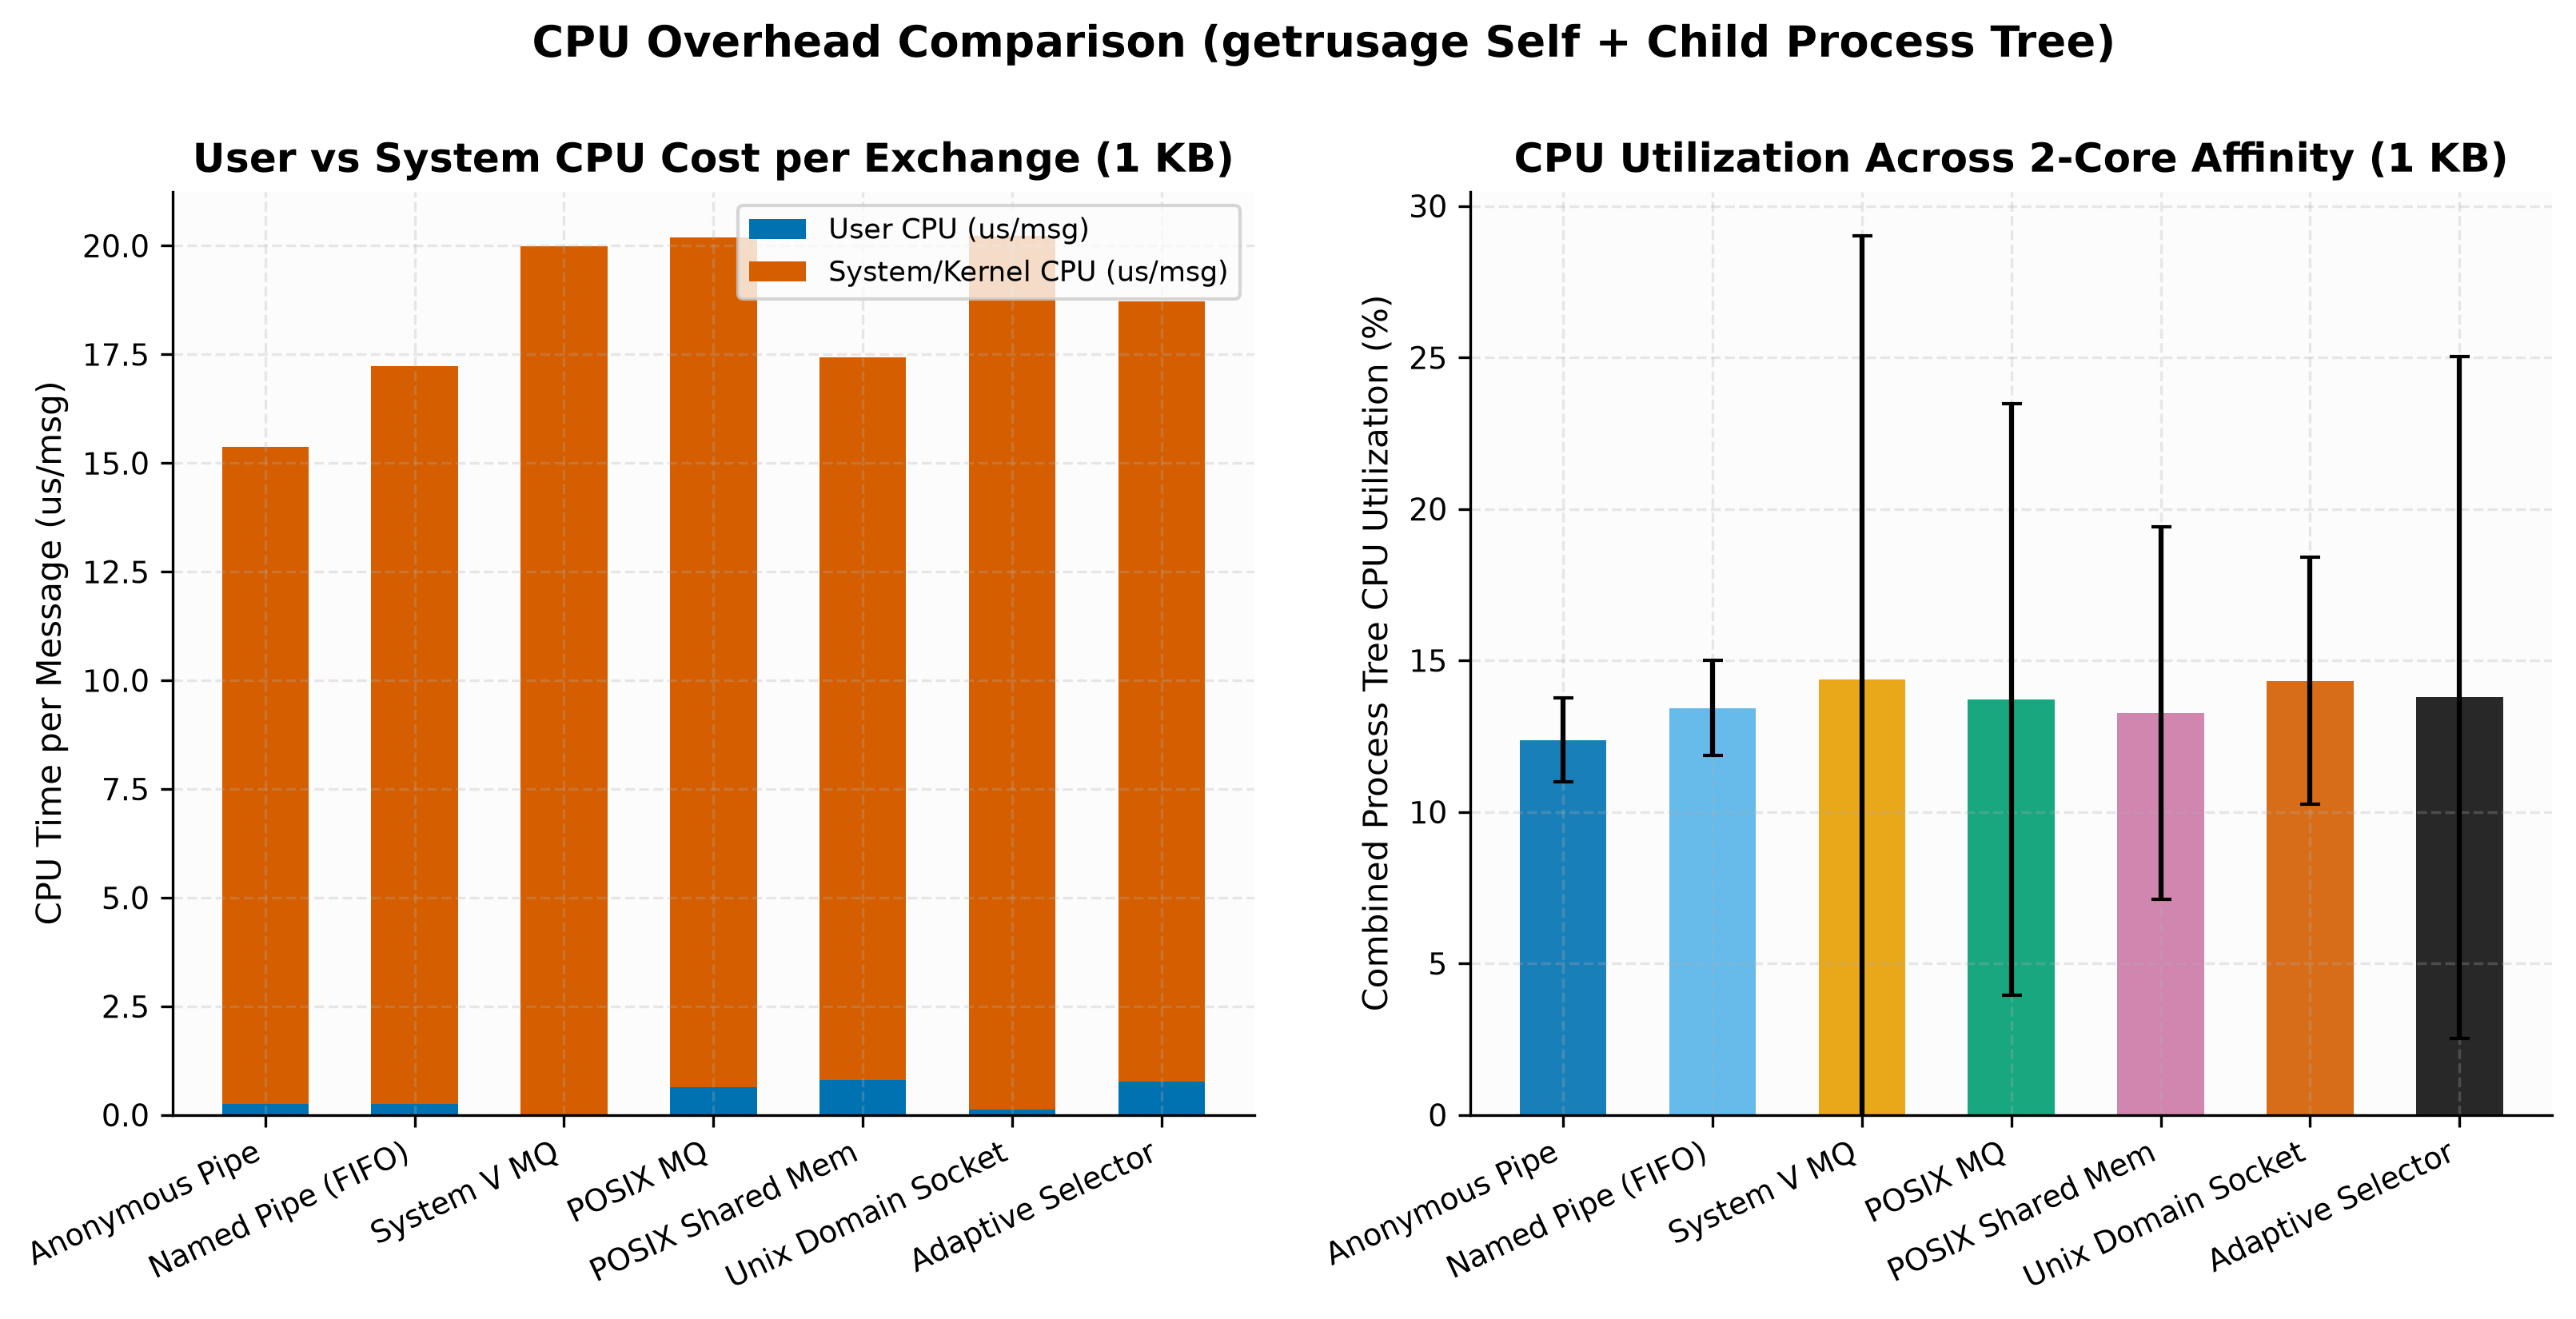 CPU Overhead Comparison (getrusage Self + Child Process Tree)
User vs System CPU Cost per Exchange (1 KB)
User CPU (us/msg)
System/Kernel CPU (us/msg)
CPU Time per Message (us/msg)
20.0
17.5
15.0
12.5
10.0
7.5
5.0
2.5
0.0
Anonymous Pipe
Named Pipe (FIFO)
System V MQ
POSIX MQ
POSIX Shared Mem
Unix Domain Socket
Adaptive Selector
CPU Utilization Across 2-Core Affinity (1 KB)
Combined Process Tree CPU Utilization (%)
30
25
20
15
10
5
0
Anonymous Pipe
Named Pipe (FIFO)
System V MQ
POSIX MQ
POSIX Shared Mem
Unix Domain Socket
Adaptive Selector